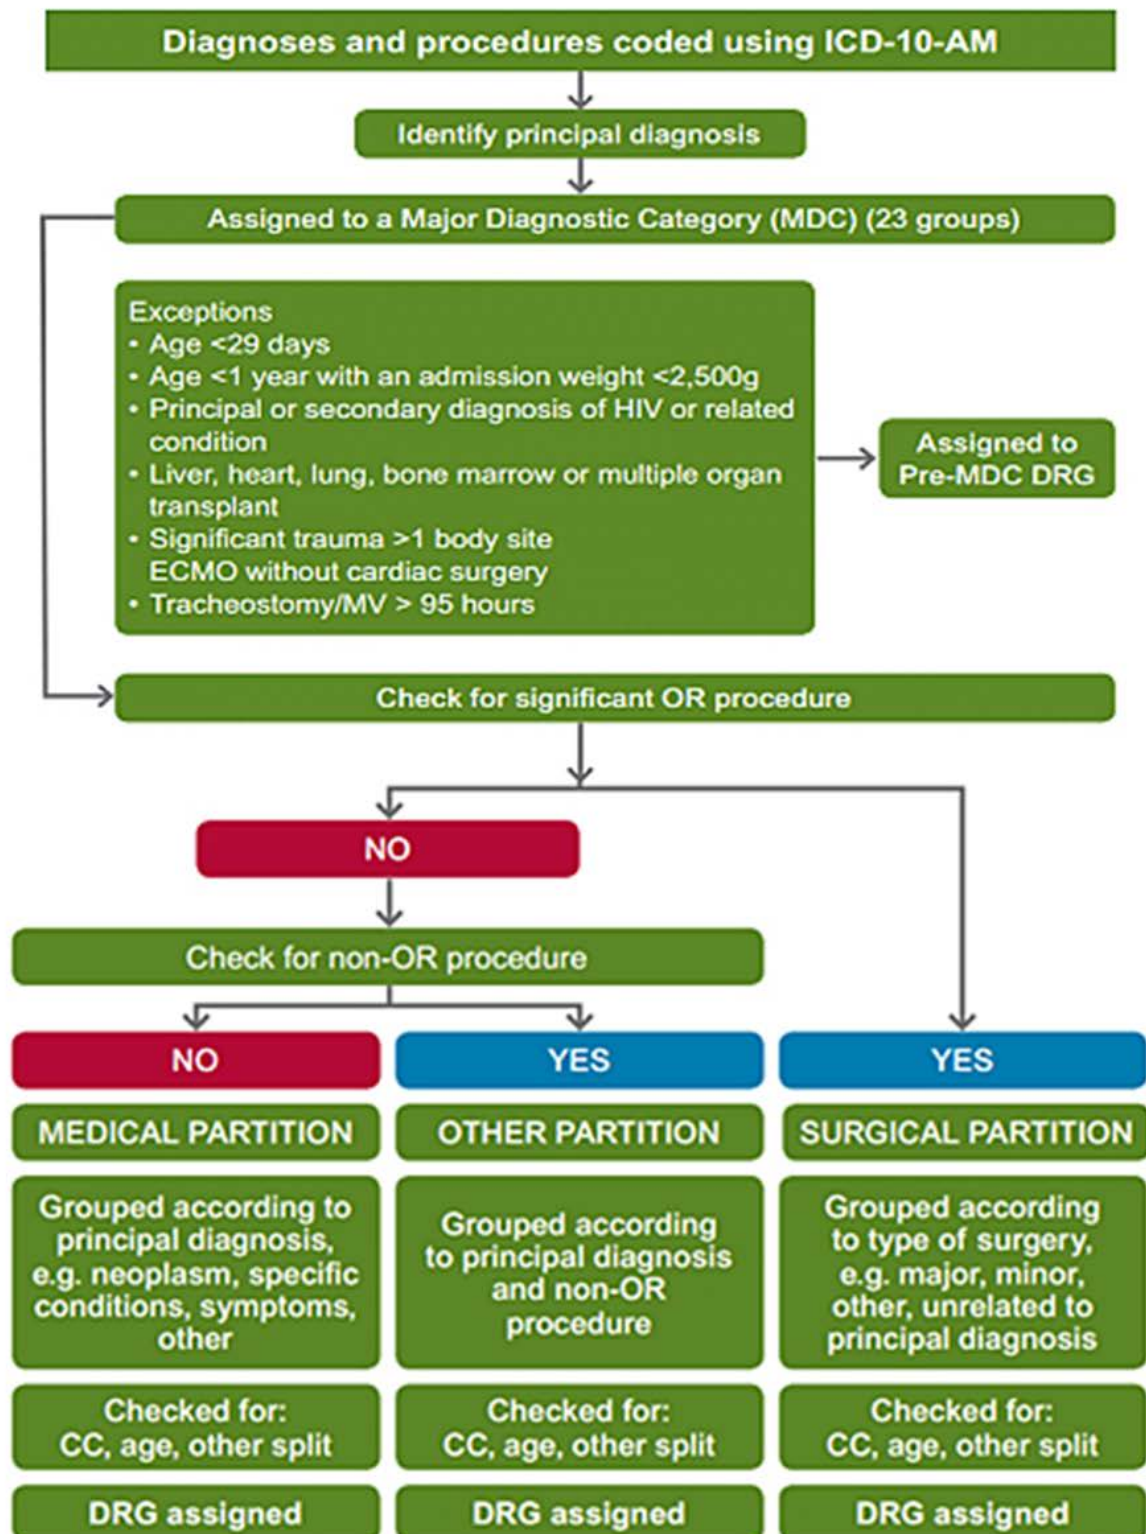 Diagnoses and procedures coded using ICD-10-AM
Identify principal diagnosis
Assigned to a Major Diagnostic Category (MDC) (23 groups)
Exceptions
• Age <29 days
• Age <1 year with an admission weight <2,500g
• Principal or secondary diagnosis of HIV or related
condition
• Liver, heart, lung, bone marrow or multiple organ
transplant
• Significant trauma >1 body site
ECMO without cardiac surgery
• Tracheostomy/MV > 95 hours
Assigned to
Pre-MDC DRG
Check for significant OR procedure
NO
Check for non-OR procedure
NO
YES
YES
MEDICAL PARTITION
OTHER PARTITION
SURGICAL PARTITION
Grouped according to
principal diagnosis,
e.g. neoplasm, specific
conditions, symptoms,
other
Grouped according
to principal diagnosis
and non-OR
procedure
Grouped according
to type of surgery,
e.g. major, minor,
other, unrelated to
principal diagnosis
Checked for:
CC, age, other split
Checked for:
CC, age, other split
Checked for:
CC, age, other split
DRG assigned
DRG assigned
DRG assigned